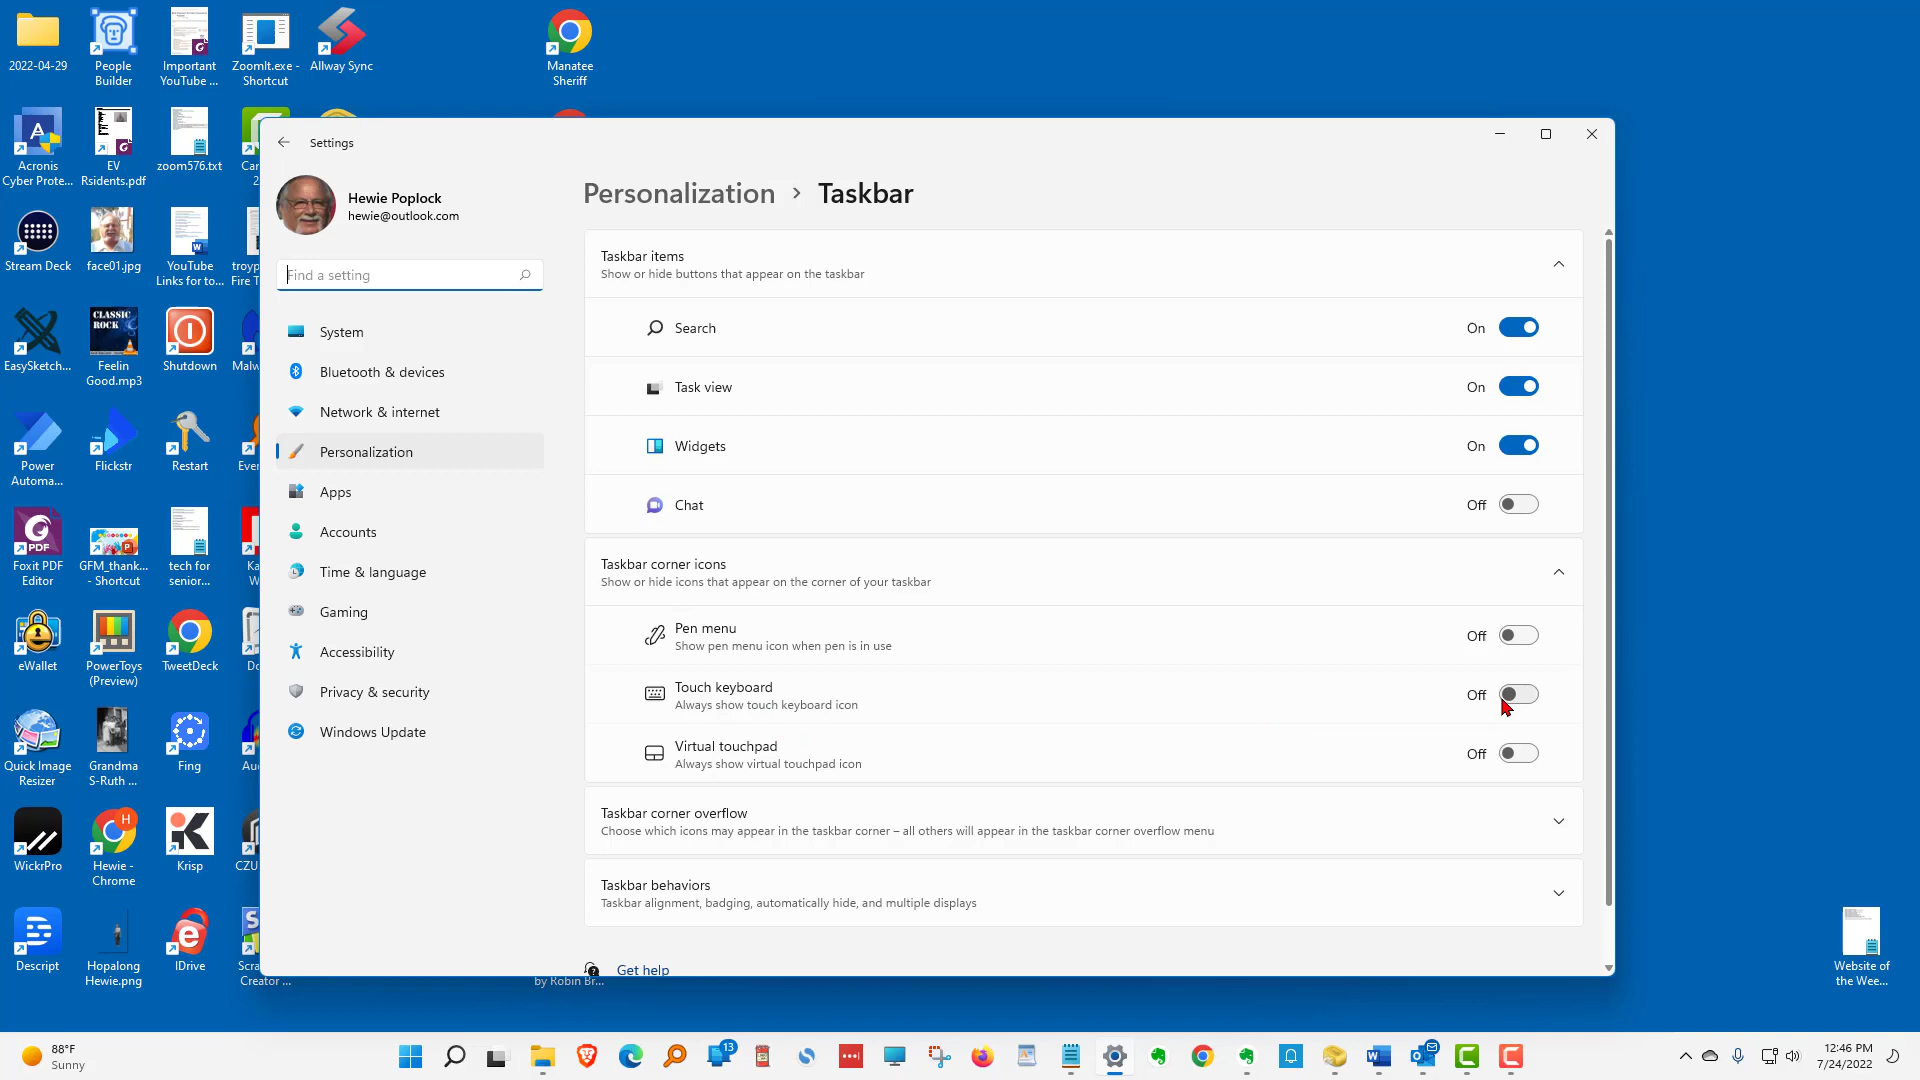 2022-04-29
People
Builder
Important
YouTube ...
ZoomIt.exe -
Shortcut
Allway Sync
Manatee
Sheriff
Acronis
Cyber Prote...
EV
Rsidents.pdf
zoom576.txt
Stream Deck
face01.jpg
YouTube
Links for to...
EasySketch...
CLASSIC
ROCK
Feelin
Good.mp3
Shutdown
Power
Automa...
Flickstr
Restart
PDF
Foxit PDF
Editor
GFM_thank...
- Shortcut
tech for
senior...
eWallet
PowerToys
(Preview)
TweetDeck
Quick Image
Resizer
Grandma
S-Ruth ...
Fing
WickrPro
H
Hewie -
Chrome
Krisp
Descript
Hopalong
Hewie.png
IDrive
Creator ...
by Robin Br...
Website of
the Wee...
Settings
Hewie Poplock
hewie@outlook.com
Find a setting
System
Bluetooth & devices
Network & internet
Personalization
Apps
Accounts
Time & language
Gaming
Accessibility
Privacy & security
Windows Update
Personalization > Taskbar
Taskbar items
Show or hide buttons that appear on the taskbar
Search On
Task view On
Widgets On
Chat Off
Taskbar corner icons
Show or hide icons that appear on the corner of your taskbar
Pen menu
Show pen menu icon when pen is in use
Off
Touch keyboard
Always show touch keyboard icon
Off
Virtual touchpad
Always show virtual touchpad icon
Off
Taskbar corner overflow
Choose which icons may appear in the taskbar corner – all others will appear in the taskbar corner overflow menu
Taskbar behaviors
Taskbar alignment, badging, automatically hide, and multiple displays
Get help
88°F
Sunny
13
12:46 PM
7/24/2022